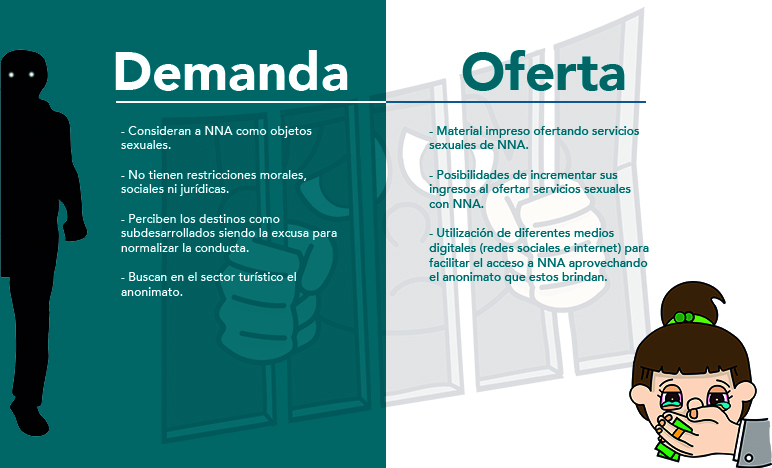 Demanda
- Consideran a NNA como objetos
sexuales.
- No tienen restricciones morales,
sociales ni jurídicas.
- Perciben los destinos como
subdesarrollados siendo la excusa para
normalizar la conducta.
- Buscan en el sector turístico el
anonimato.
Oferta
- Material impreso ofertando servicios
sexuales de NNA.
- Posibilidades de incrementar sus
ingresos al ofertar servicios sexuales
con NNA.
- Utilización de diferentes medios
digitales (redes sociales e internet) para
facilitar el acceso a NNA aprovechando
el anonimato que estos brindan.